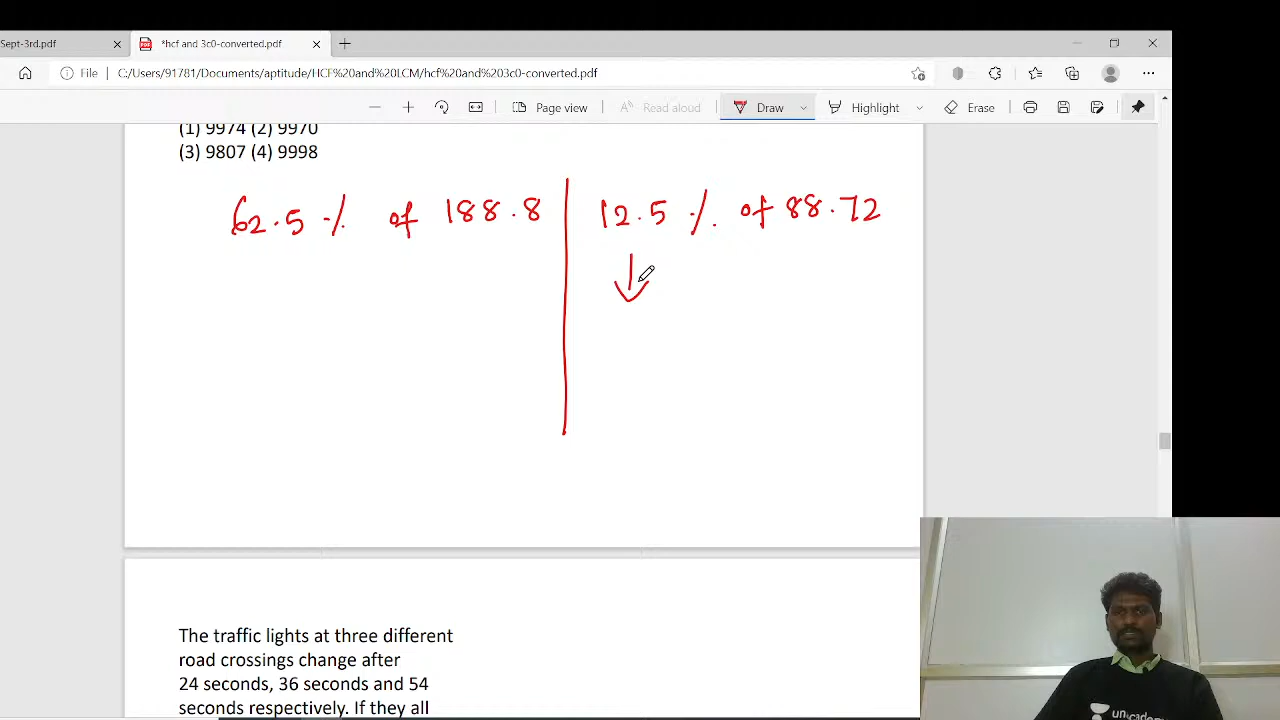 Sept-3rd.pdf
*hcf and 3c0-converted.pdf
File
C:/Users/91781/Documents/aptitude/HCF%20and%20LCM/hcf%20and%203c0-converted.pdf
Page view
Read aloud
Draw
Highlight
Erase
(1) 9974 (2) 9970
(3) 9807 (4) 9998
62.5 % of 188.8
12.5 % of 88.72
The traffic lights at three different
road crossings change after
24 seconds, 36 seconds and 54
seconds respectively. If they all